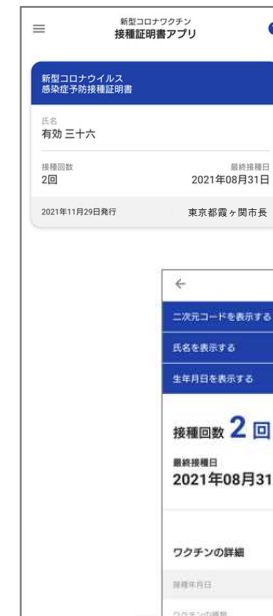 新型コロナワクチン
接種証明書アプリ
新型コロナウイルス
感染症予防接種証明書
氏名
有効 三十六
接種回数 最終接種日
2回 2021年08月31日
2021年11月29日発行 東京都霞ヶ関市長
二次元コードを表示する
氏名を表示する
生年月日を表示する
接種回数 2 回
最終接種日
2021年08月31
ワクチンの詳細
接種年月日
ワクチンの種類